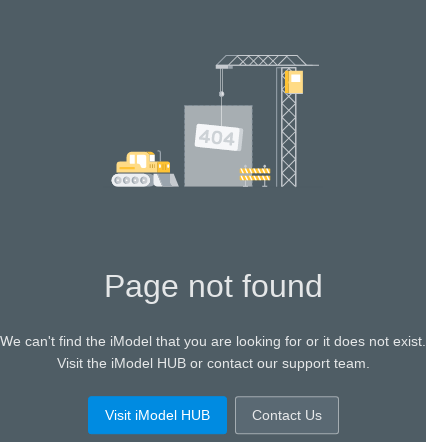 404
Page not found
We can't find the iModel that you are looking for or it does not exist.
Visit the iModel HUB or contact our support team.
Visit iModel HUB
Contact Us